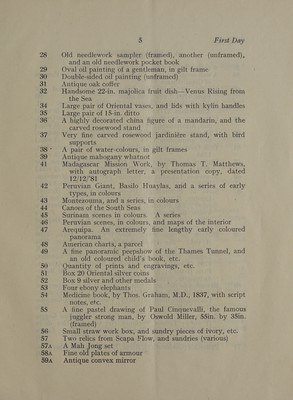 5 First Day
28 Old needlework sampler (framed), another (unframed),
and an old needlework pocket book
29 Oval painting of a gentleman, in gilt frame
30 Double-sided oil painting (unframed)
31 Antique oak coffer
32 Handsome 22-in. majolica fruit dish—Venus Rising from
the Sea
34 Large pair of Oriental vases, and lids with kylin handles
35 Large pair of 15-in. ditto
36 A highly decorated china figure of a mandarin, and the
carved rosewood stand
37 Very fine carved rosewood jardinière stand, with bird
supports
38 A pair of water-colours, in gilt frames
39 Antique mahogany whatnot
41 Madagascar Mission Work, by Thomas T. Matthews,
with autograph letter, a presentation copy, dated
12/12/'81
42 Peruvian Giant, Basilo Huaylas, and a series of early
types, in colours
43 Montezouma, and a series, in colours
44 Canoes of the South Seas
45 Surinam scenes in colours. A series
46 Peruvian scenes, in colours, and maps of the interior
47 Arequipa. An extremely fine lengthy early coloured
panorama
48 American charts, a parcel
49 A fine panoramic peepshow of the Thames Tunnel, and
an old coloured child's book, etc.
50 Quantity of prints and engravings, etc.
51 Box 20 Oriental silver coins
52 Box 9 silver and other medals
53 Four ebony elephants
54 Medicine book, by Thos. Graham, M.D., 1837, with script
notes, etc.
55 A fine pastel drawing of Paul Cinquevalli, the famous
juggler strong man, by Oswold Miller, 55in. by 35in.
(framed)
56 Small straw work box, and sundry pieces of ivory, etc.
57 Two relics from Scapa Flow, and sundries (various)
57A A Mah Jong set
58A Fine old plates of armour
59A Antique convex mirror